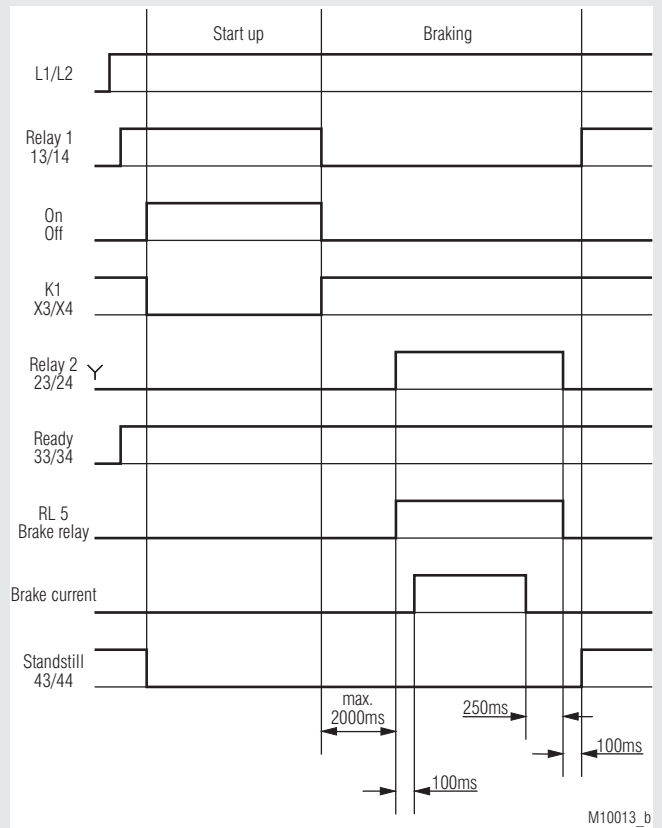 Start up
Braking
L1/L2
Relay 1
13/14
On
Off
K1
X3/X4
Relay 2
23/24
Ready
33/34
RL 5
Brake relay
Brake current
Standstill
43/44
max.
2000ms
250ms
100ms
100ms
M10013_b